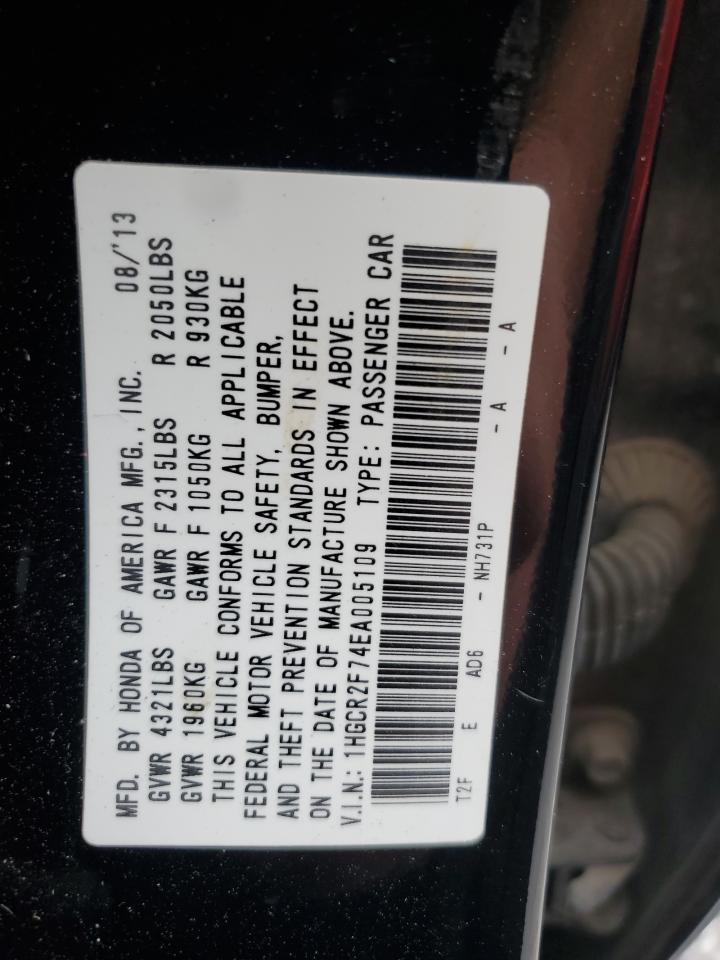 MFD. BY HONDA OF AMERICA MFG., INC. 08/'13
GVWR 4321LBS GAWR F 2315LBS R 2050LBS
GVWR 1960KG GAWR F 1050KG R 930KG
THIS VEHICLE CONFORMS TO ALL APPLICABLE
FEDERAL MOTOR VEHICLE SAFETY, BUMPER,
AND THEFT PREVENTION STANDARDS IN EFFECT
ON THE DATE OF MANUFACTURE SHOWN ABOVE.
V.I.N.: 1HGCR2F74EA005109 TYPE: PASSENGER CAR
T2F E AD6 - NH731P - A - A